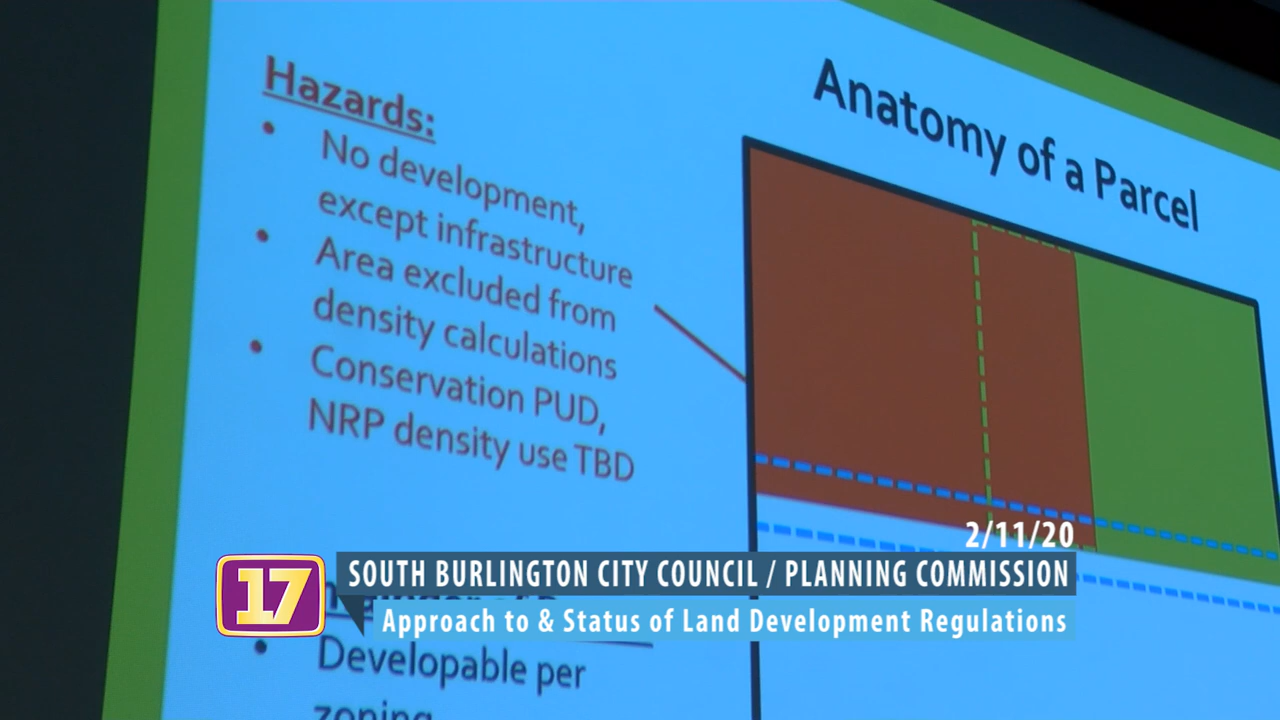 Anatomy of a Parcel
Hazards:
• No development,
except infrastructure
• Area excluded from
density calculations
• Conservation PUD,
NRP density use TBD
• Developable per
zoning
2/11/20
17
SOUTH BURLINGTON CITY COUNCIL / PLANNING COMMISSION
Approach to & Status of Land Development Regulations